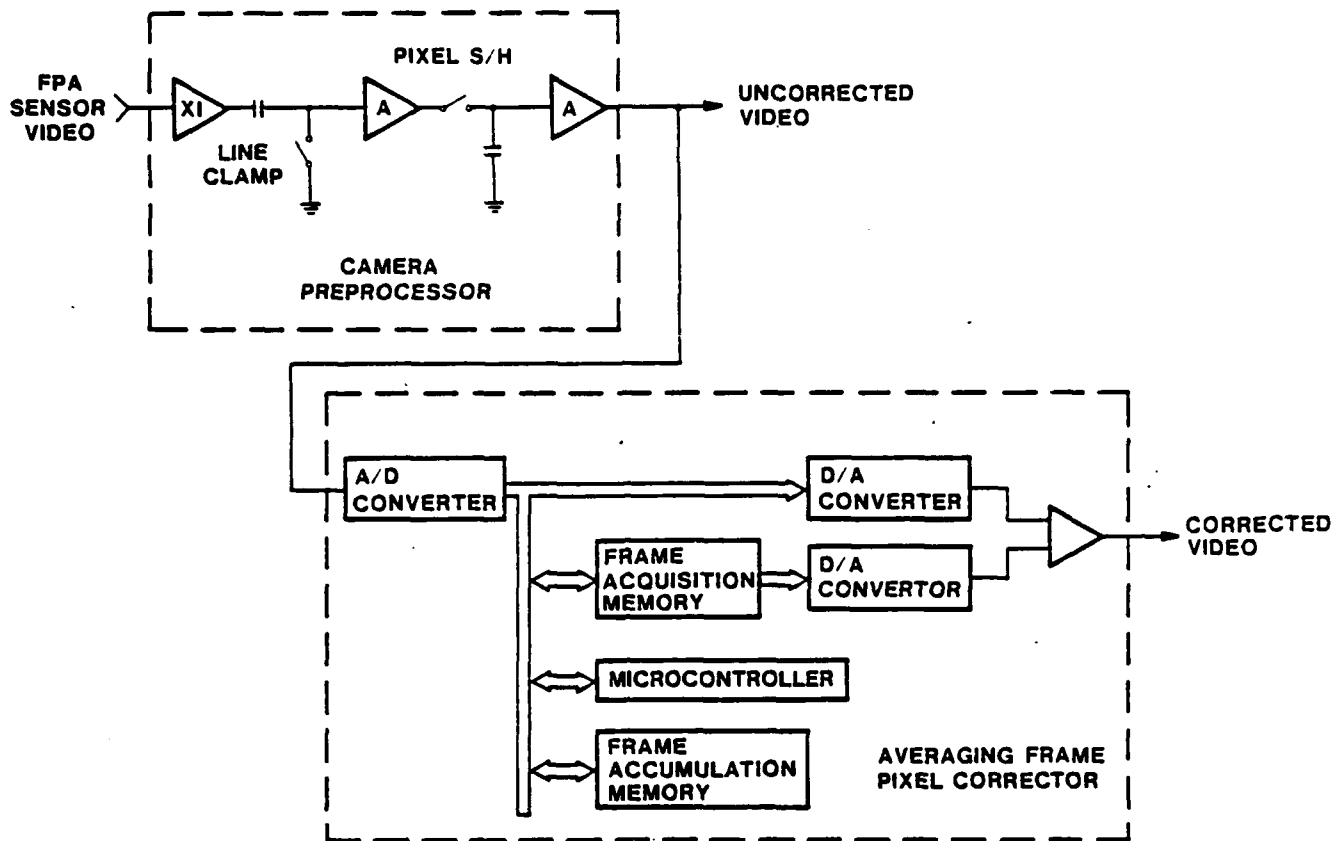 FPA
SENSOR
VIDEO
XI
LINE
CLAMP
A
PIXEL S/H
A
UNCORRECTED
VIDEO
CAMERA
PREPROCESSOR
A/D
CONVERTER
D/A
CONVERTER
FRAME
ACQUISITION
MEMORY
D/A
CONVERTOR
CORRECTED
VIDEO
MICROCONTROLLER
FRAME
ACCUMULATION
MEMORY
AVERAGING FRAME
PIXEL CORRECTOR